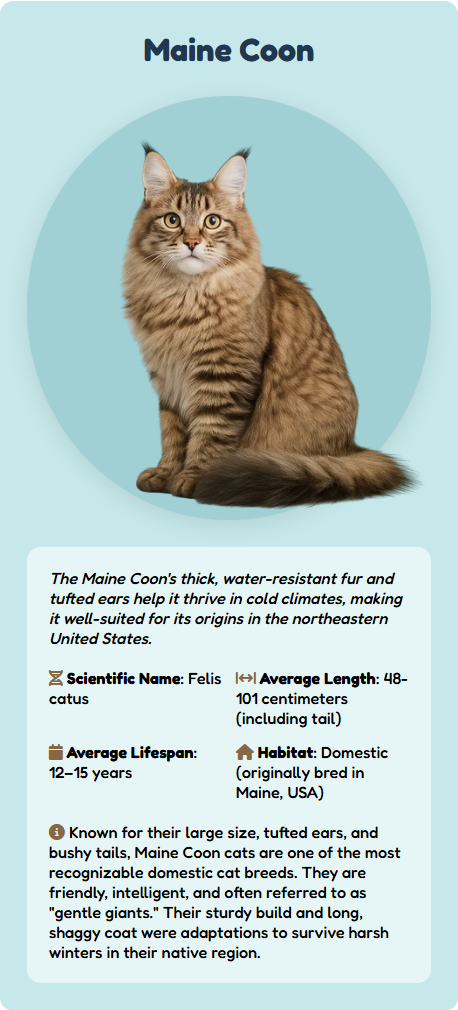 Maine Coon
The Maine Coon's thick, water-resistant fur and
tufted ears help it thrive in cold climates, making
it well-suited for its origins in the northeastern
United States.
Scientific Name: Felis
catus
Average Length: 48-
101 centimeters
(including tail)
Average Lifespan:
12–15 years
Habitat: Domestic
(originally bred in
Maine, USA)
Known for their large size, tufted ears, and
bushy tails, Maine Coon cats are one of the most
recognizable domestic cat breeds. They are
friendly, intelligent, and often referred to as
"gentle giants." Their sturdy build and long,
shaggy coat were adaptations to survive harsh
winters in their native region.